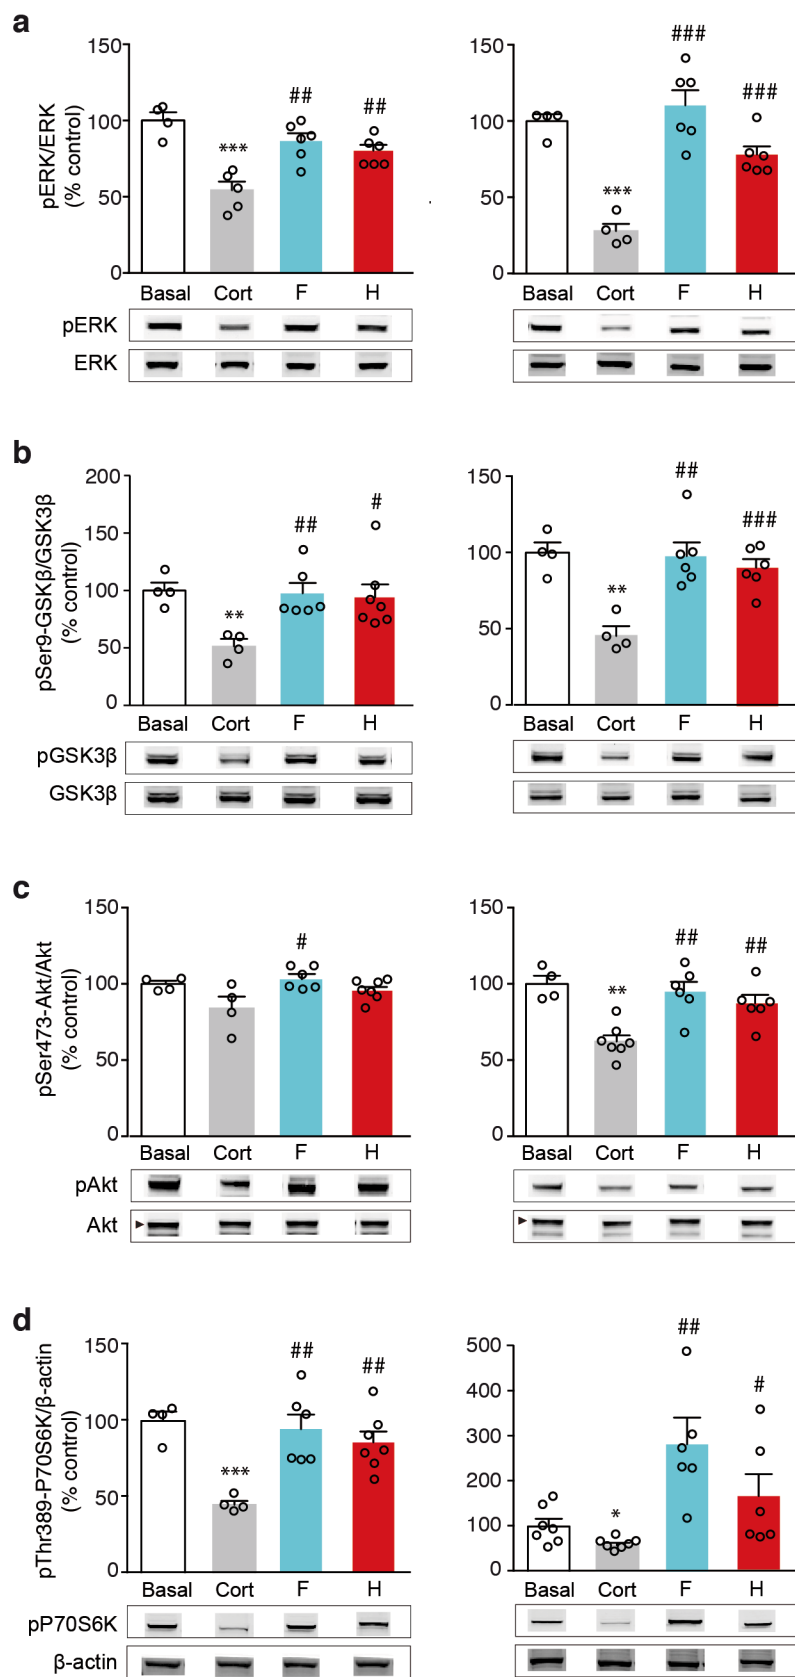 a
pERK/ERK
(% control)
150
100
50
0
***
##
##
Basal Cort F H
150
100
50
0
***
###
###
Basal Cort F H
pERK
ERK
b
pSer9-GSKβ/GSK3β
(% control)
200
150
100
50
0
**
##
#
Basal Cort F H
150
100
50
0
**
##
###
Basal Cort F H
pGSK3β
GSK3β
c
pSer473-Akt/Akt
(% control)
150
100
50
0
#
Basal Cort F H
150
100
50
0
**
##
##
Basal Cort F H
pAkt
Akt
d
pThr389-P70S6K/β-actin
(% control)
150
100
50
0
***
##
##
Basal Cort F H
500
400
300
200
100
0
*
##
#
Basal Cort F H
pP70S6K
β-actin